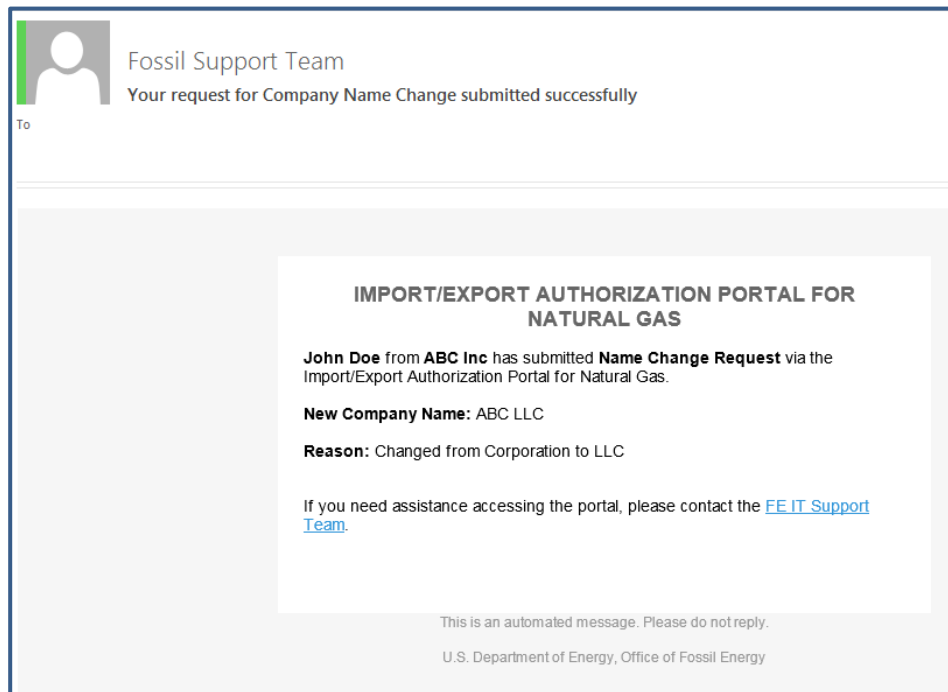 Fossil Support Team
Your request for Company Name Change submitted successfully
To
IMPORT/EXPORT AUTHORIZATION PORTAL FOR
NATURAL GAS
John Doe from ABC Inc has submitted Name Change Request via the
Import/Export Authorization Portal for Natural Gas.
New Company Name: ABC LLC
Reason: Changed from Corporation to LLC
If you need assistance accessing the portal, please contact the FE IT Support
Team.
This is an automated message. Please do not reply.
U.S. Department of Energy, Office of Fossil Energy